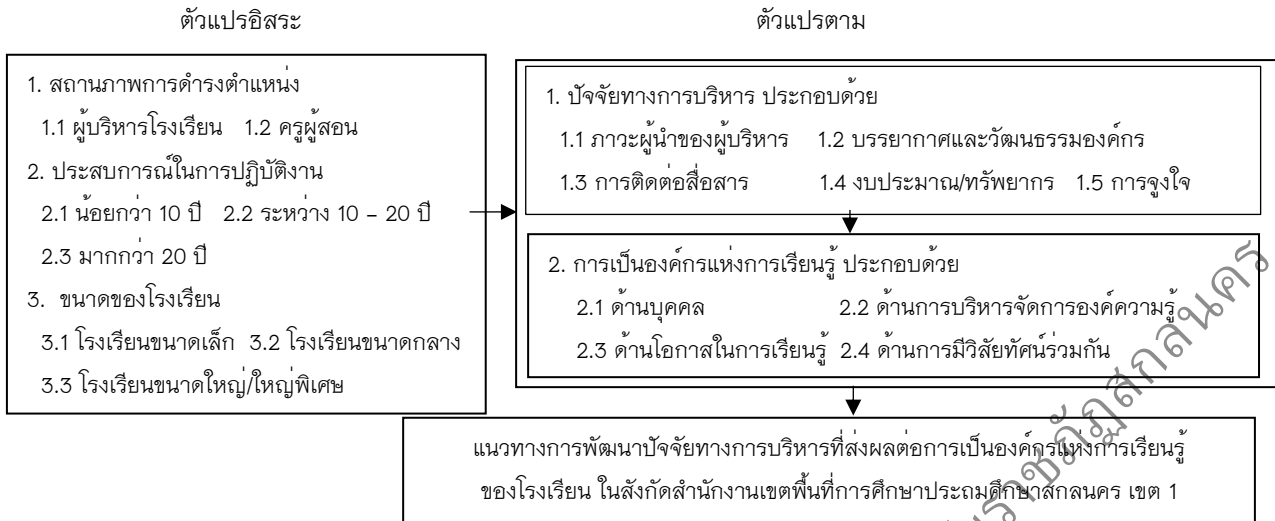 ตัวแปรอิสระ
ตัวแปรตาม
1. สถานภาพการดำรงตำแหน่ง
1.1 ผู้บริหารโรงเรียน 1.2 ครูผู้สอน
2. ประสบการณ์ในการปฏิบัติงาน
2.1 น้อยกว่า 10 ปี 2.2 ระหว่าง 10 – 20 ปี
2.3 มากกว่า 20 ปี
3. ขนาดของโรงเรียน
3.1 โรงเรียนขนาดเล็ก 3.2 โรงเรียนขนาดกลาง
3.3 โรงเรียนขนาดใหญ่/ใหญ่พิเศษ
1. ปัจจัยทางการบริหาร ประกอบด้วย
1.1 ภาวะผู้นำของผู้บริหาร 1.2 บรรยากาศและวัฒนธรรมองค์กร
1.3 การติดต่อสื่อสาร 1.4 งบประมาณ/ทรัพยากร 1.5 การจูงใจ
2. การเป็นองค์กรแห่งการเรียนรู้ ประกอบด้วย
2.1 ด้านบุคคล 2.2 ด้านการบริหารจัดการองค์ความรู้
2.3 ด้านโอกาสในการเรียนรู้ 2.4 ด้านการมีวิสัยทัศน์ร่วมกัน
แนวทางการพัฒนาปัจจัยทางการบริหารที่ส่งผลต่อการเป็นองค์กรแห่งการเรียนรู้
ของโรงเรียน ในสังกัดสำนักงานเขตพื้นที่การศึกษาประถมศึกษาสกลนคร เขต 1
ราชภัฏสกลนคร